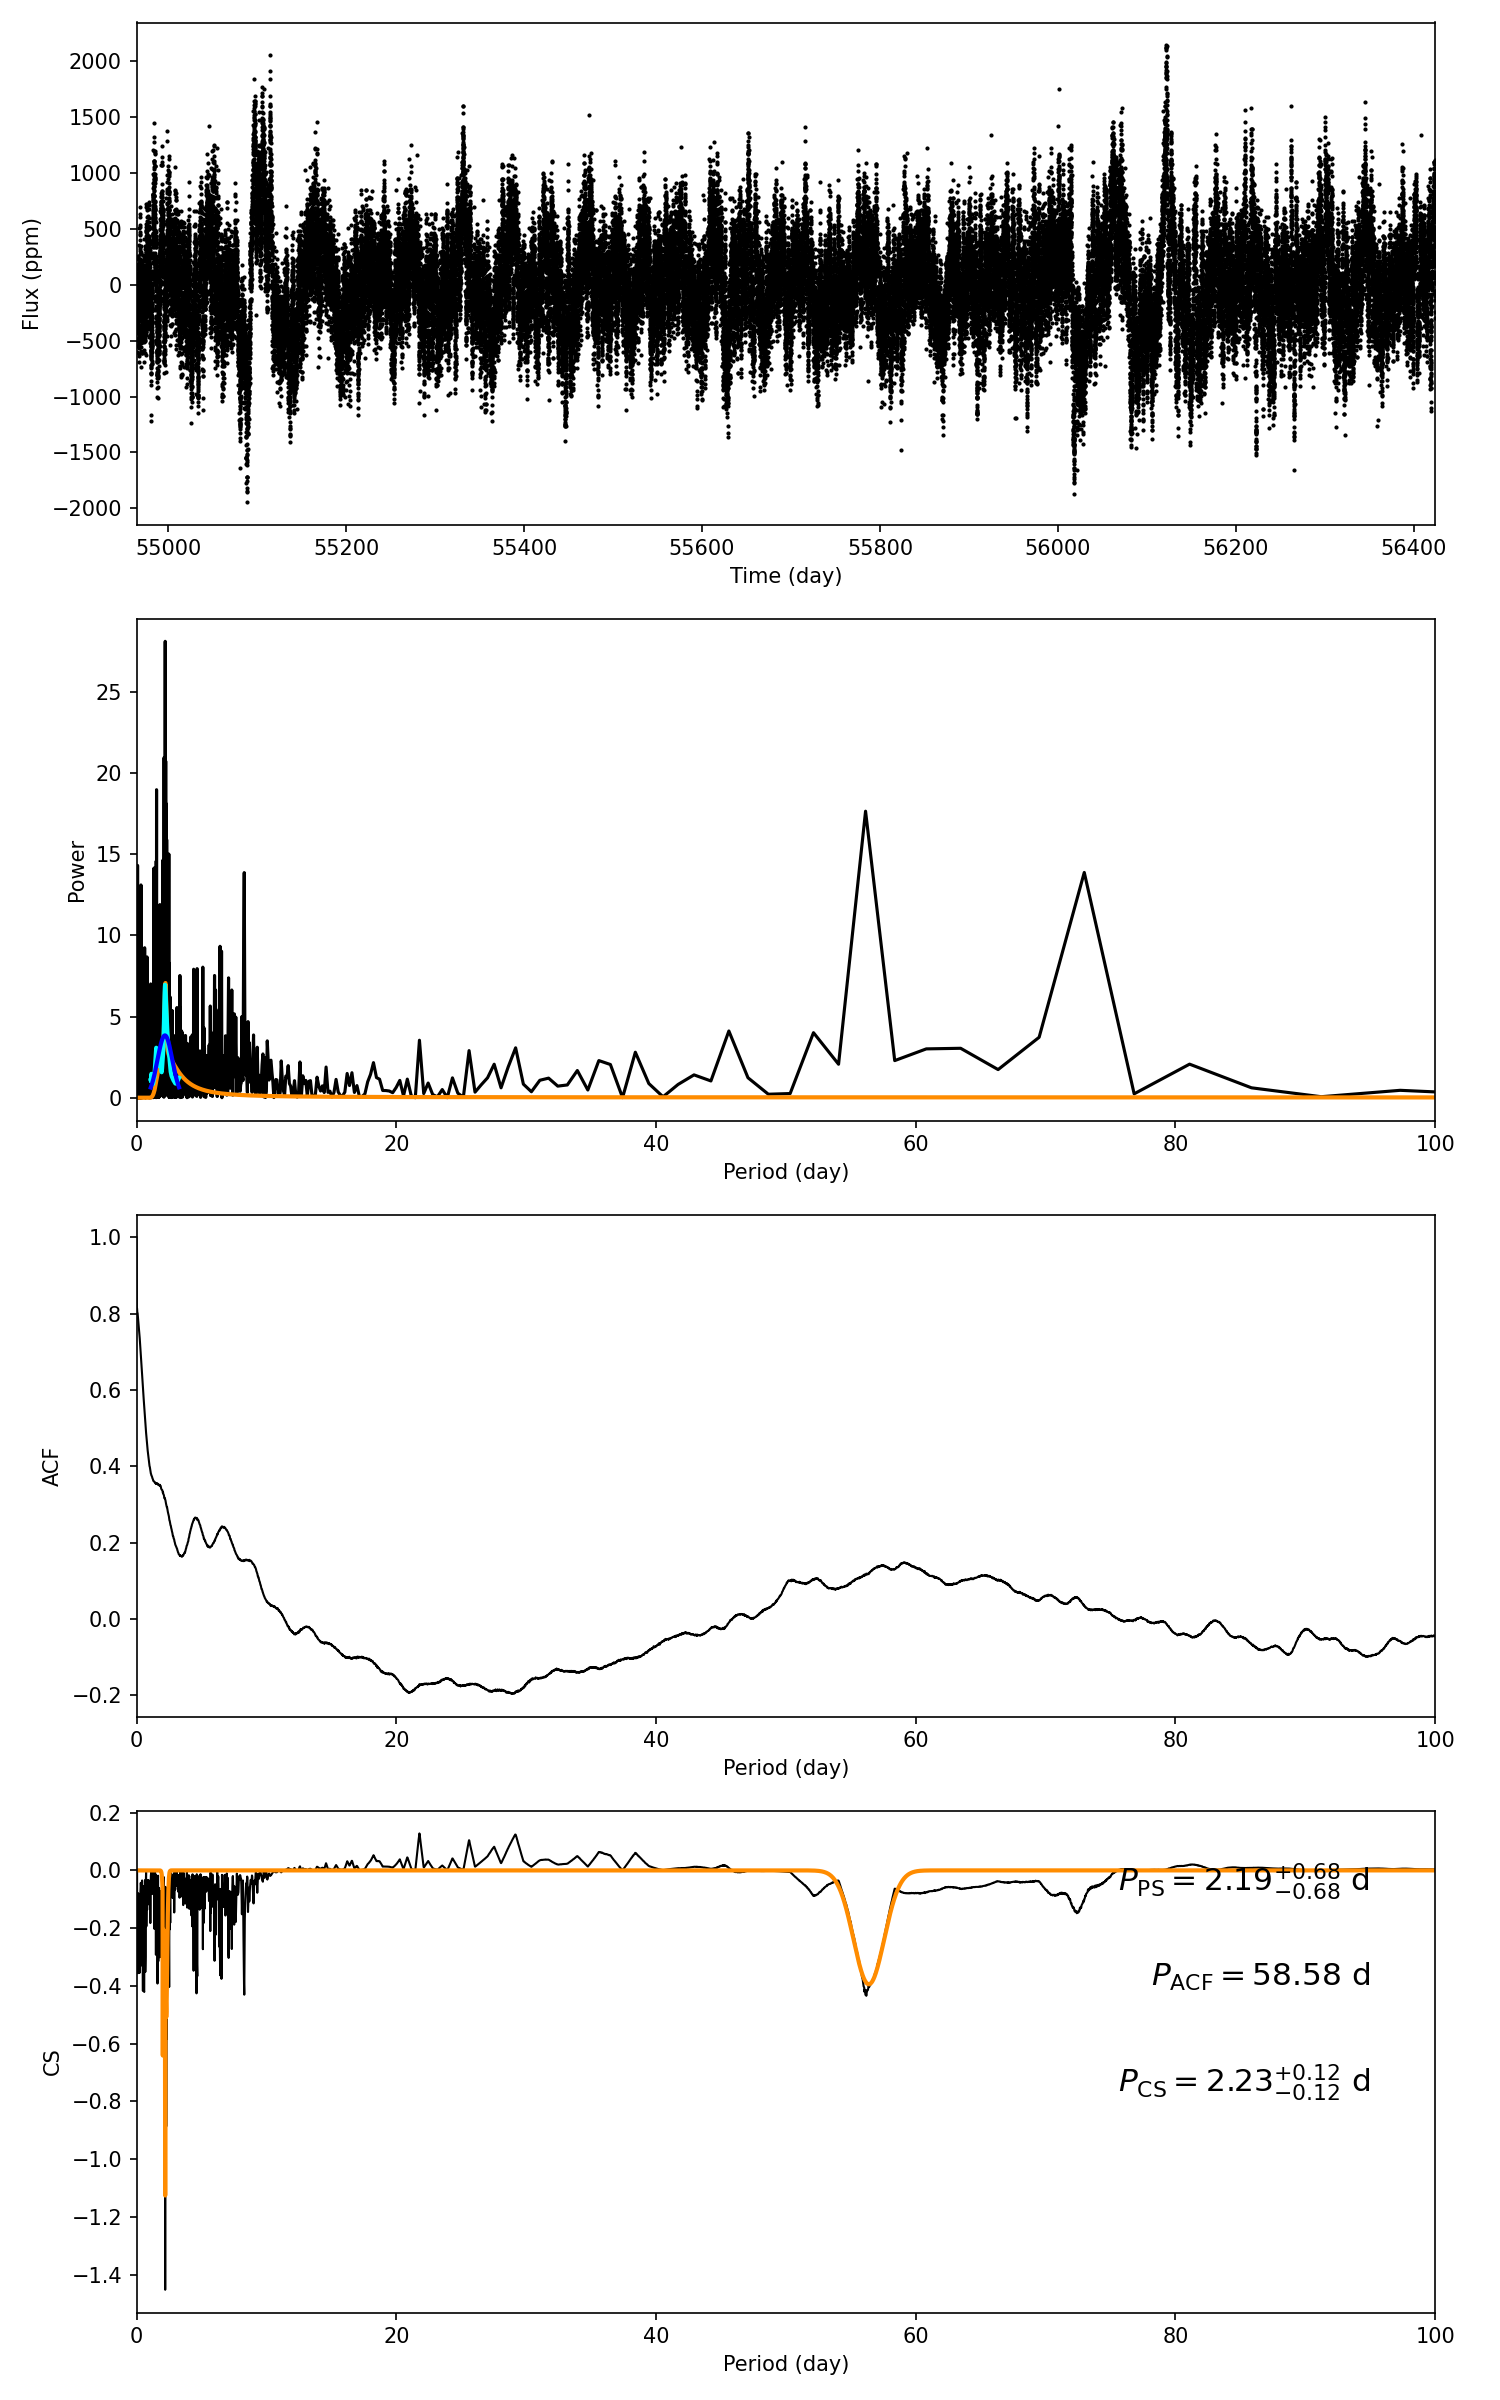 2000
1500
1000
500
0
−500
−1000
−1500
−2000
Flux (ppm)
55000 55200 55400 55600 55800 56000 56200 56400
Time (day)
25
20
15
10
5
0
Power
0 20 40 60 80 100
Period (day)
1.0
0.8
0.6
0.4
0.2
0.0
−0.2
ACF
0 20 40 60 80 100
Period (day)
0.2
0.0
−0.2
−0.4
−0.6
−0.8
−1.0
−1.2
−1.4
CS
P_PS = 2.19 +0.68 −0.68 d
P_ACF = 58.58 d
P_CS = 2.23 +0.12 −0.12 d
0 20 40 60 80 100
Period (day)